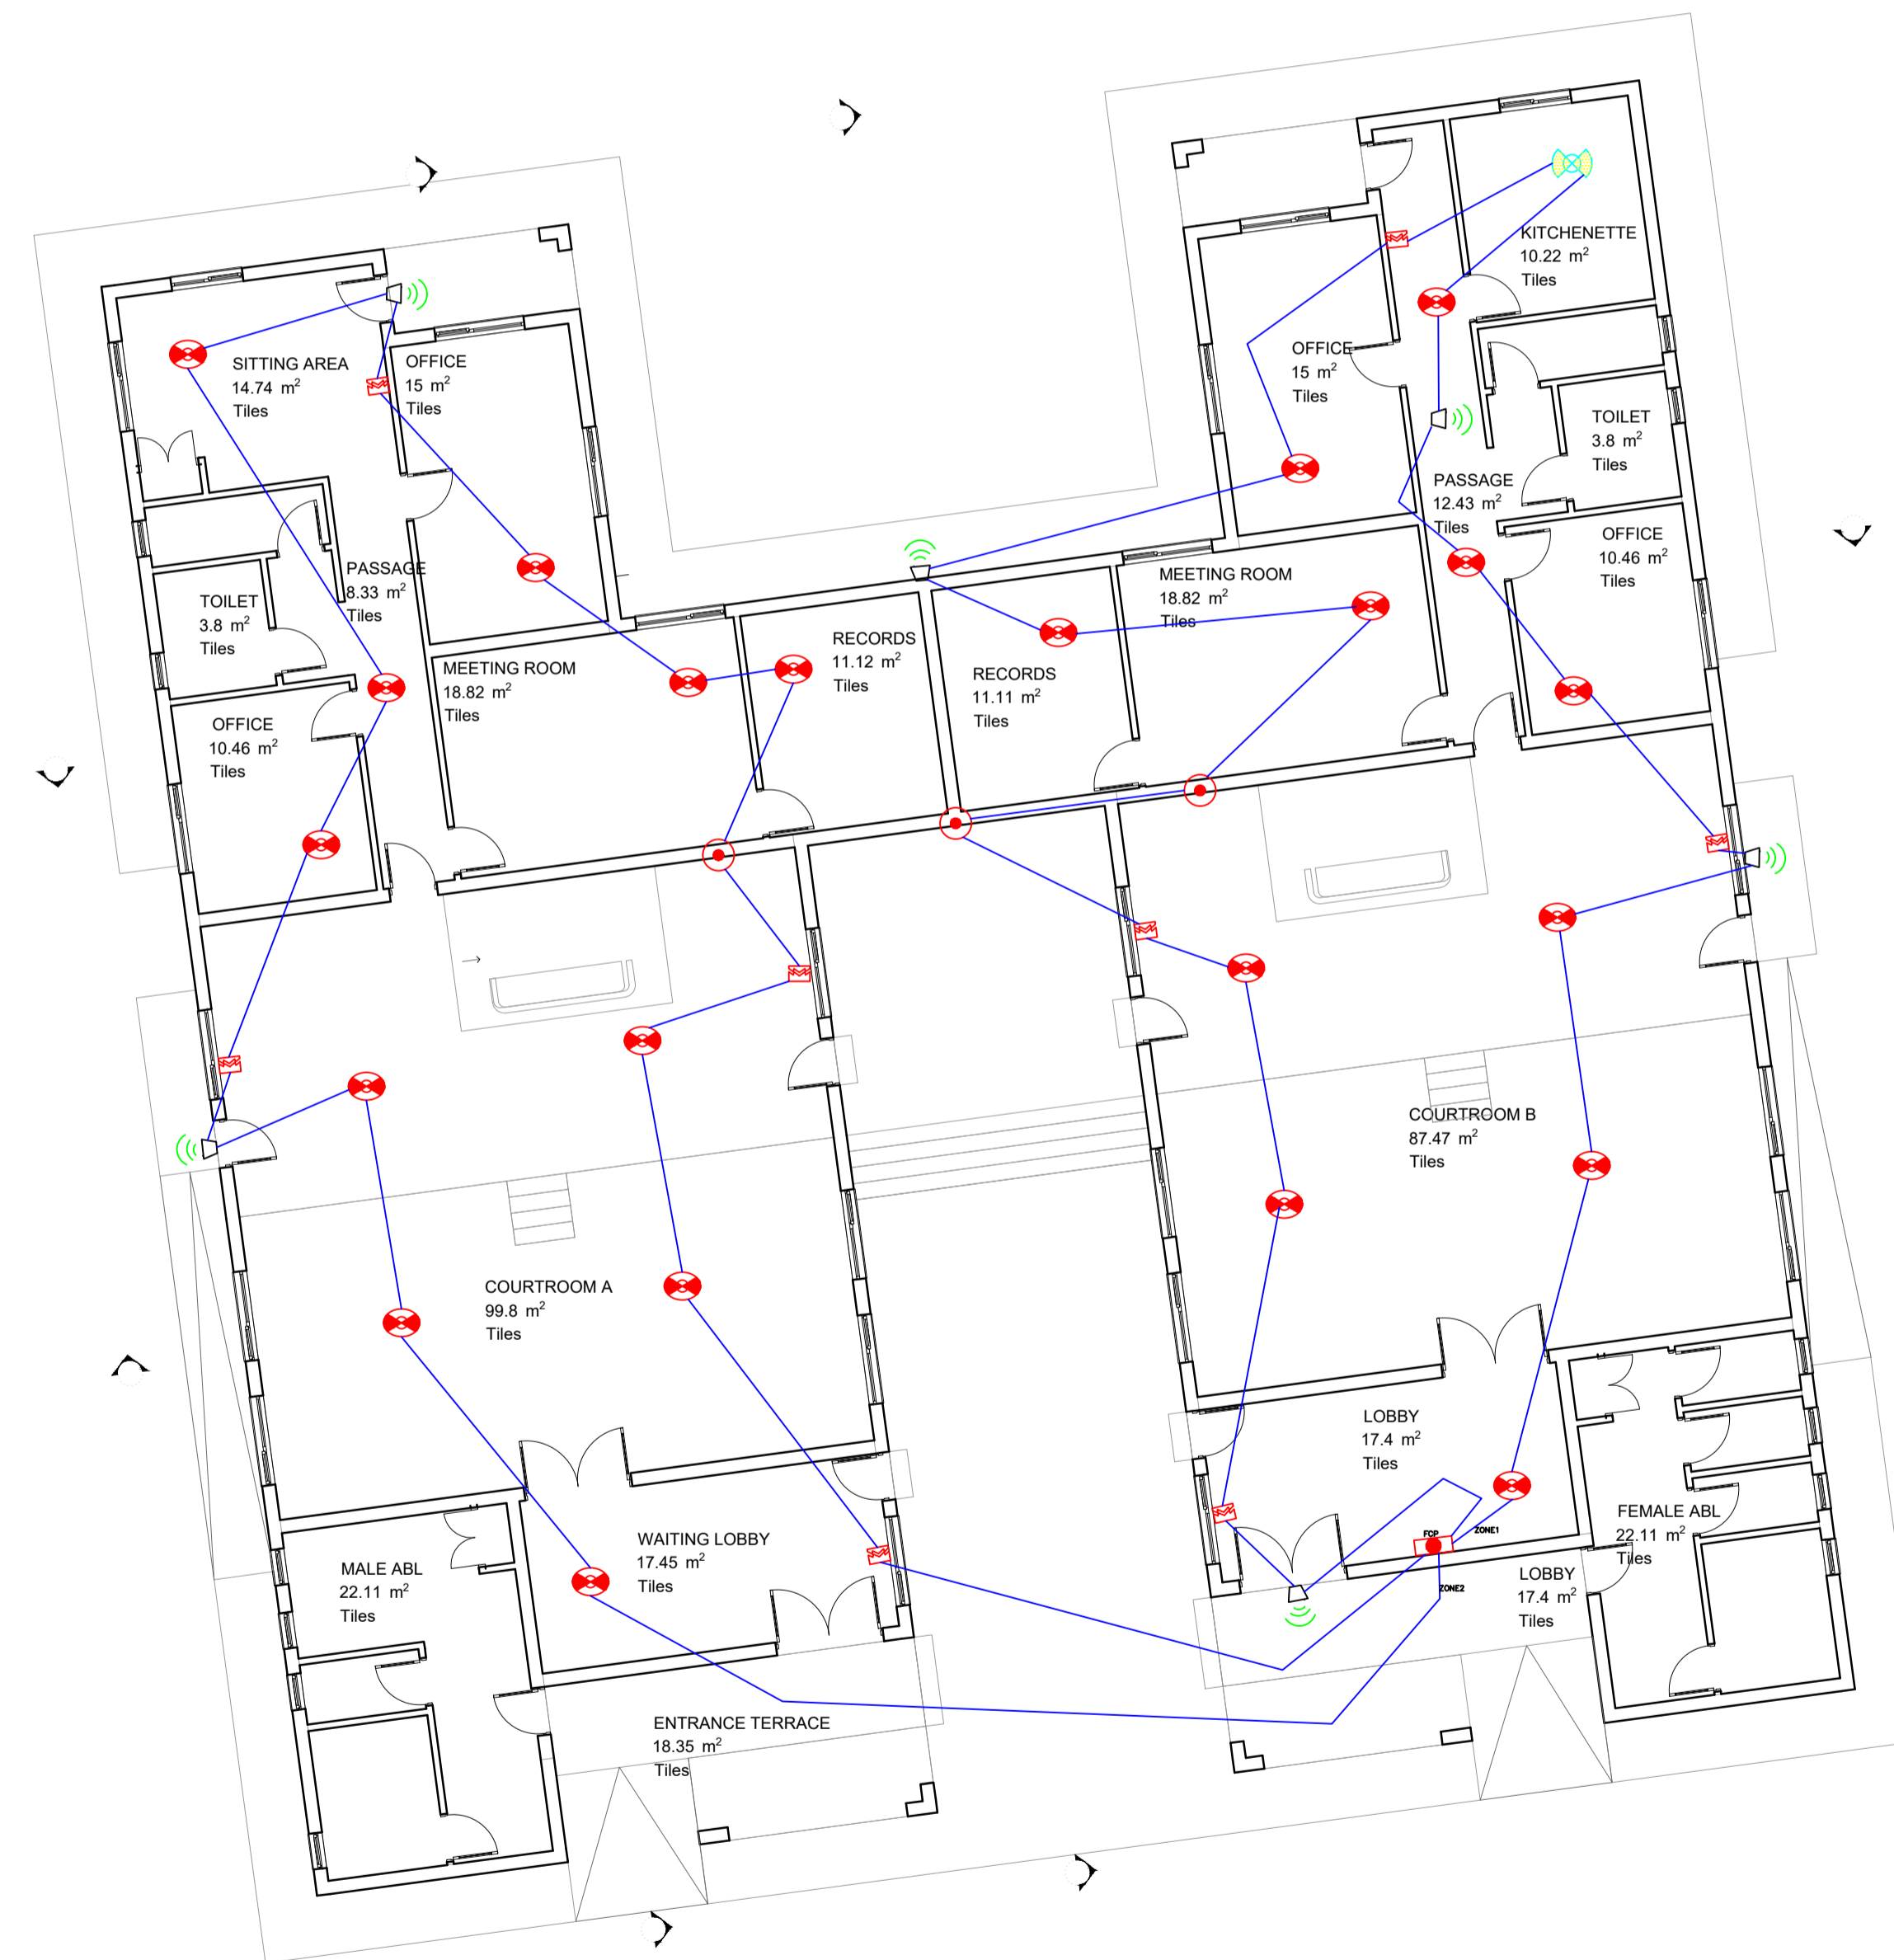 KITCHENETTE
10.22 m²
Tiles
SITTING AREA
14.74 m²
Tiles
OFFICE
15 m²
Tiles
OFFICE
15 m²
Tiles
TOILET
3.8 m²
Tiles
PASSAGE
12.43 m²
Tiles
OFFICE
10.46 m²
Tiles
PASSAGE
8.33 m²
Tiles
TOILET
3.8 m²
Tiles
MEETING ROOM
18.82 m²
Tiles
RECORDS
11.12 m²
Tiles
MEETING ROOM
18.82 m²
Tiles
RECORDS
11.11 m²
Tiles
OFFICE
10.46 m²
Tiles
COURTROOM B
87.47 m²
Tiles
COURTROOM A
99.8 m²
Tiles
LOBBY
17.4 m²
Tiles
WAITING LOBBY
17.45 m²
Tiles
MALE ABL
22.11 m²
Tiles
FCP
ZONE1
ZONE2
FEMALE ABL
22.11 m²
Tiles
LOBBY
17.4 m²
Tiles
ENTRANCE TERRACE
18.35 m²
Tiles